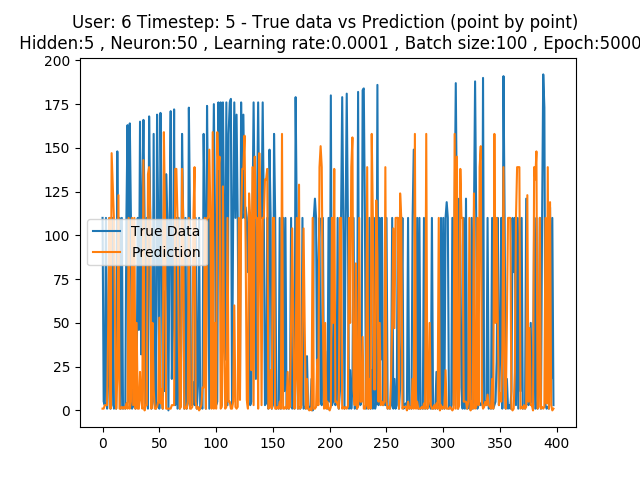 User: 6 Timestep: 5 - True data vs Prediction (point by point)
Hidden:5 , Neuron:50 , Learning rate:0.0001 , Batch size:100 , Epoch:5000
200
175
150
125
100
75
50
25
0
True Data
Prediction
0 50 100 150 200 250 300 350 400